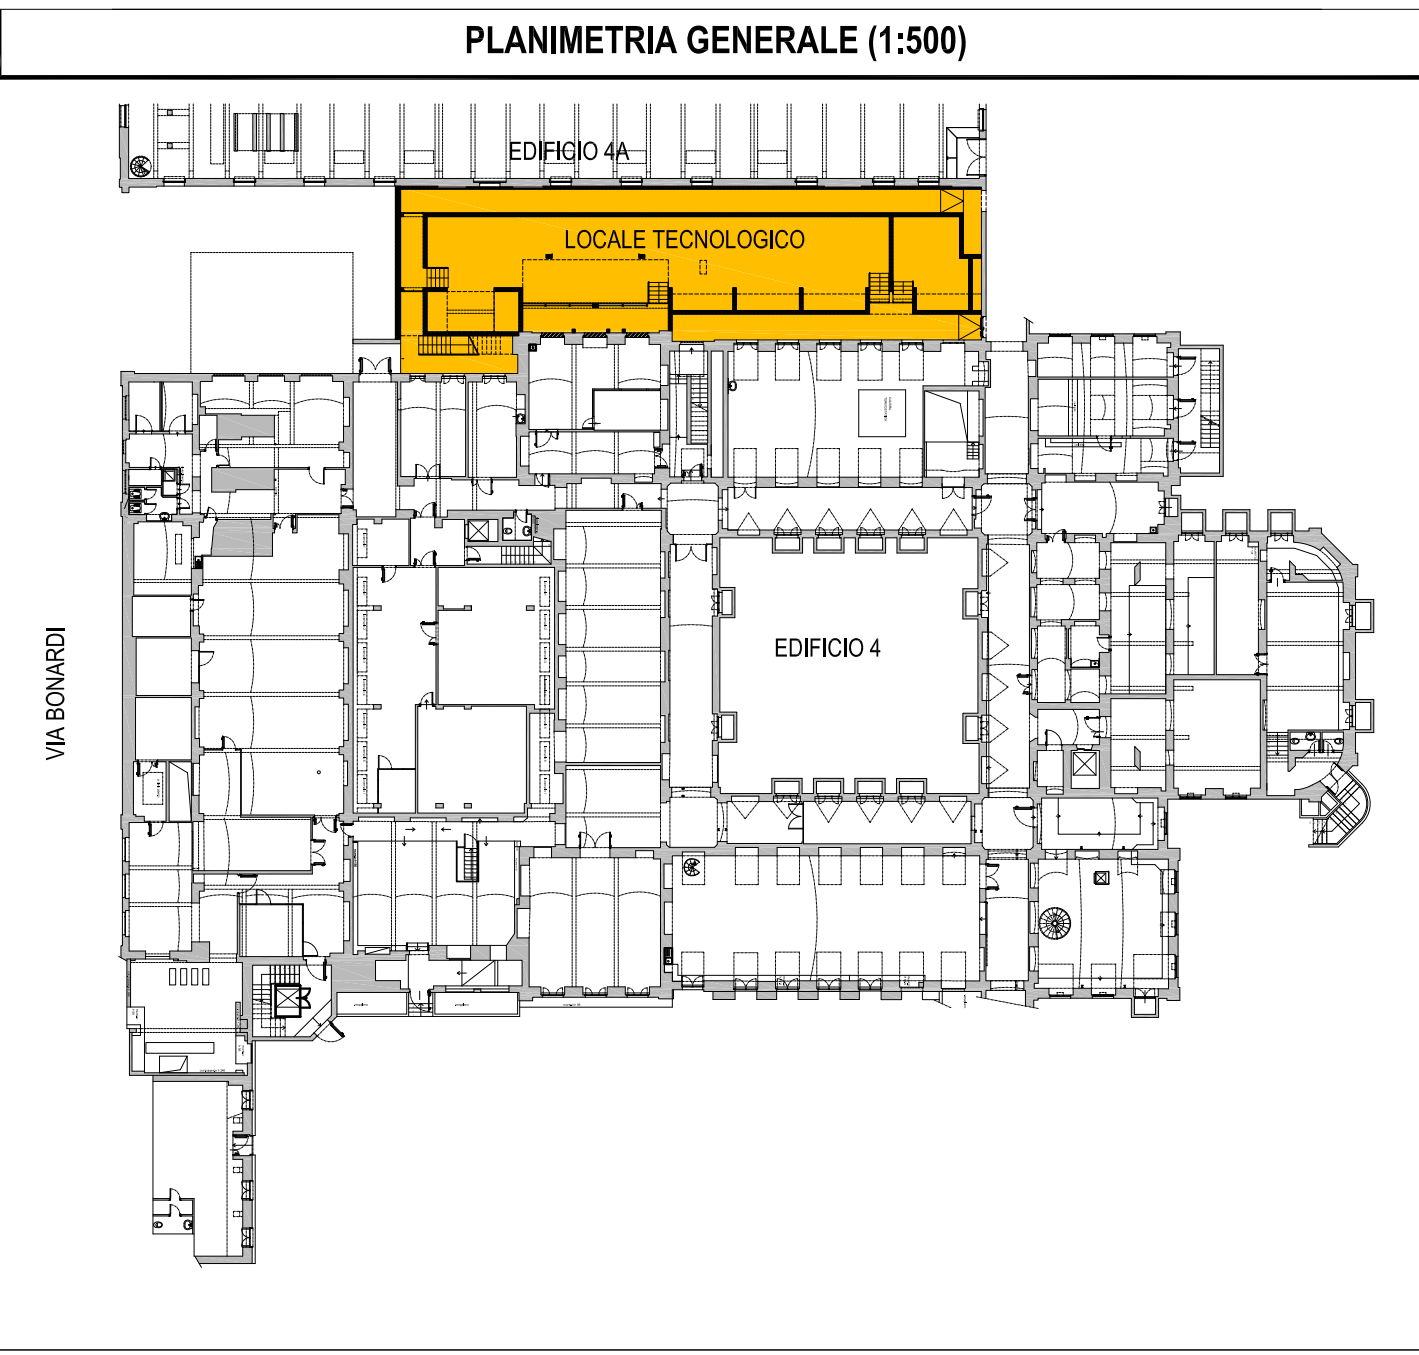 PLANIMETRIA GENERALE (1:500)
EDIFICIO 4A
LOCALE TECNOLOGICO
EDIFICIO 4
VIA BONARDI